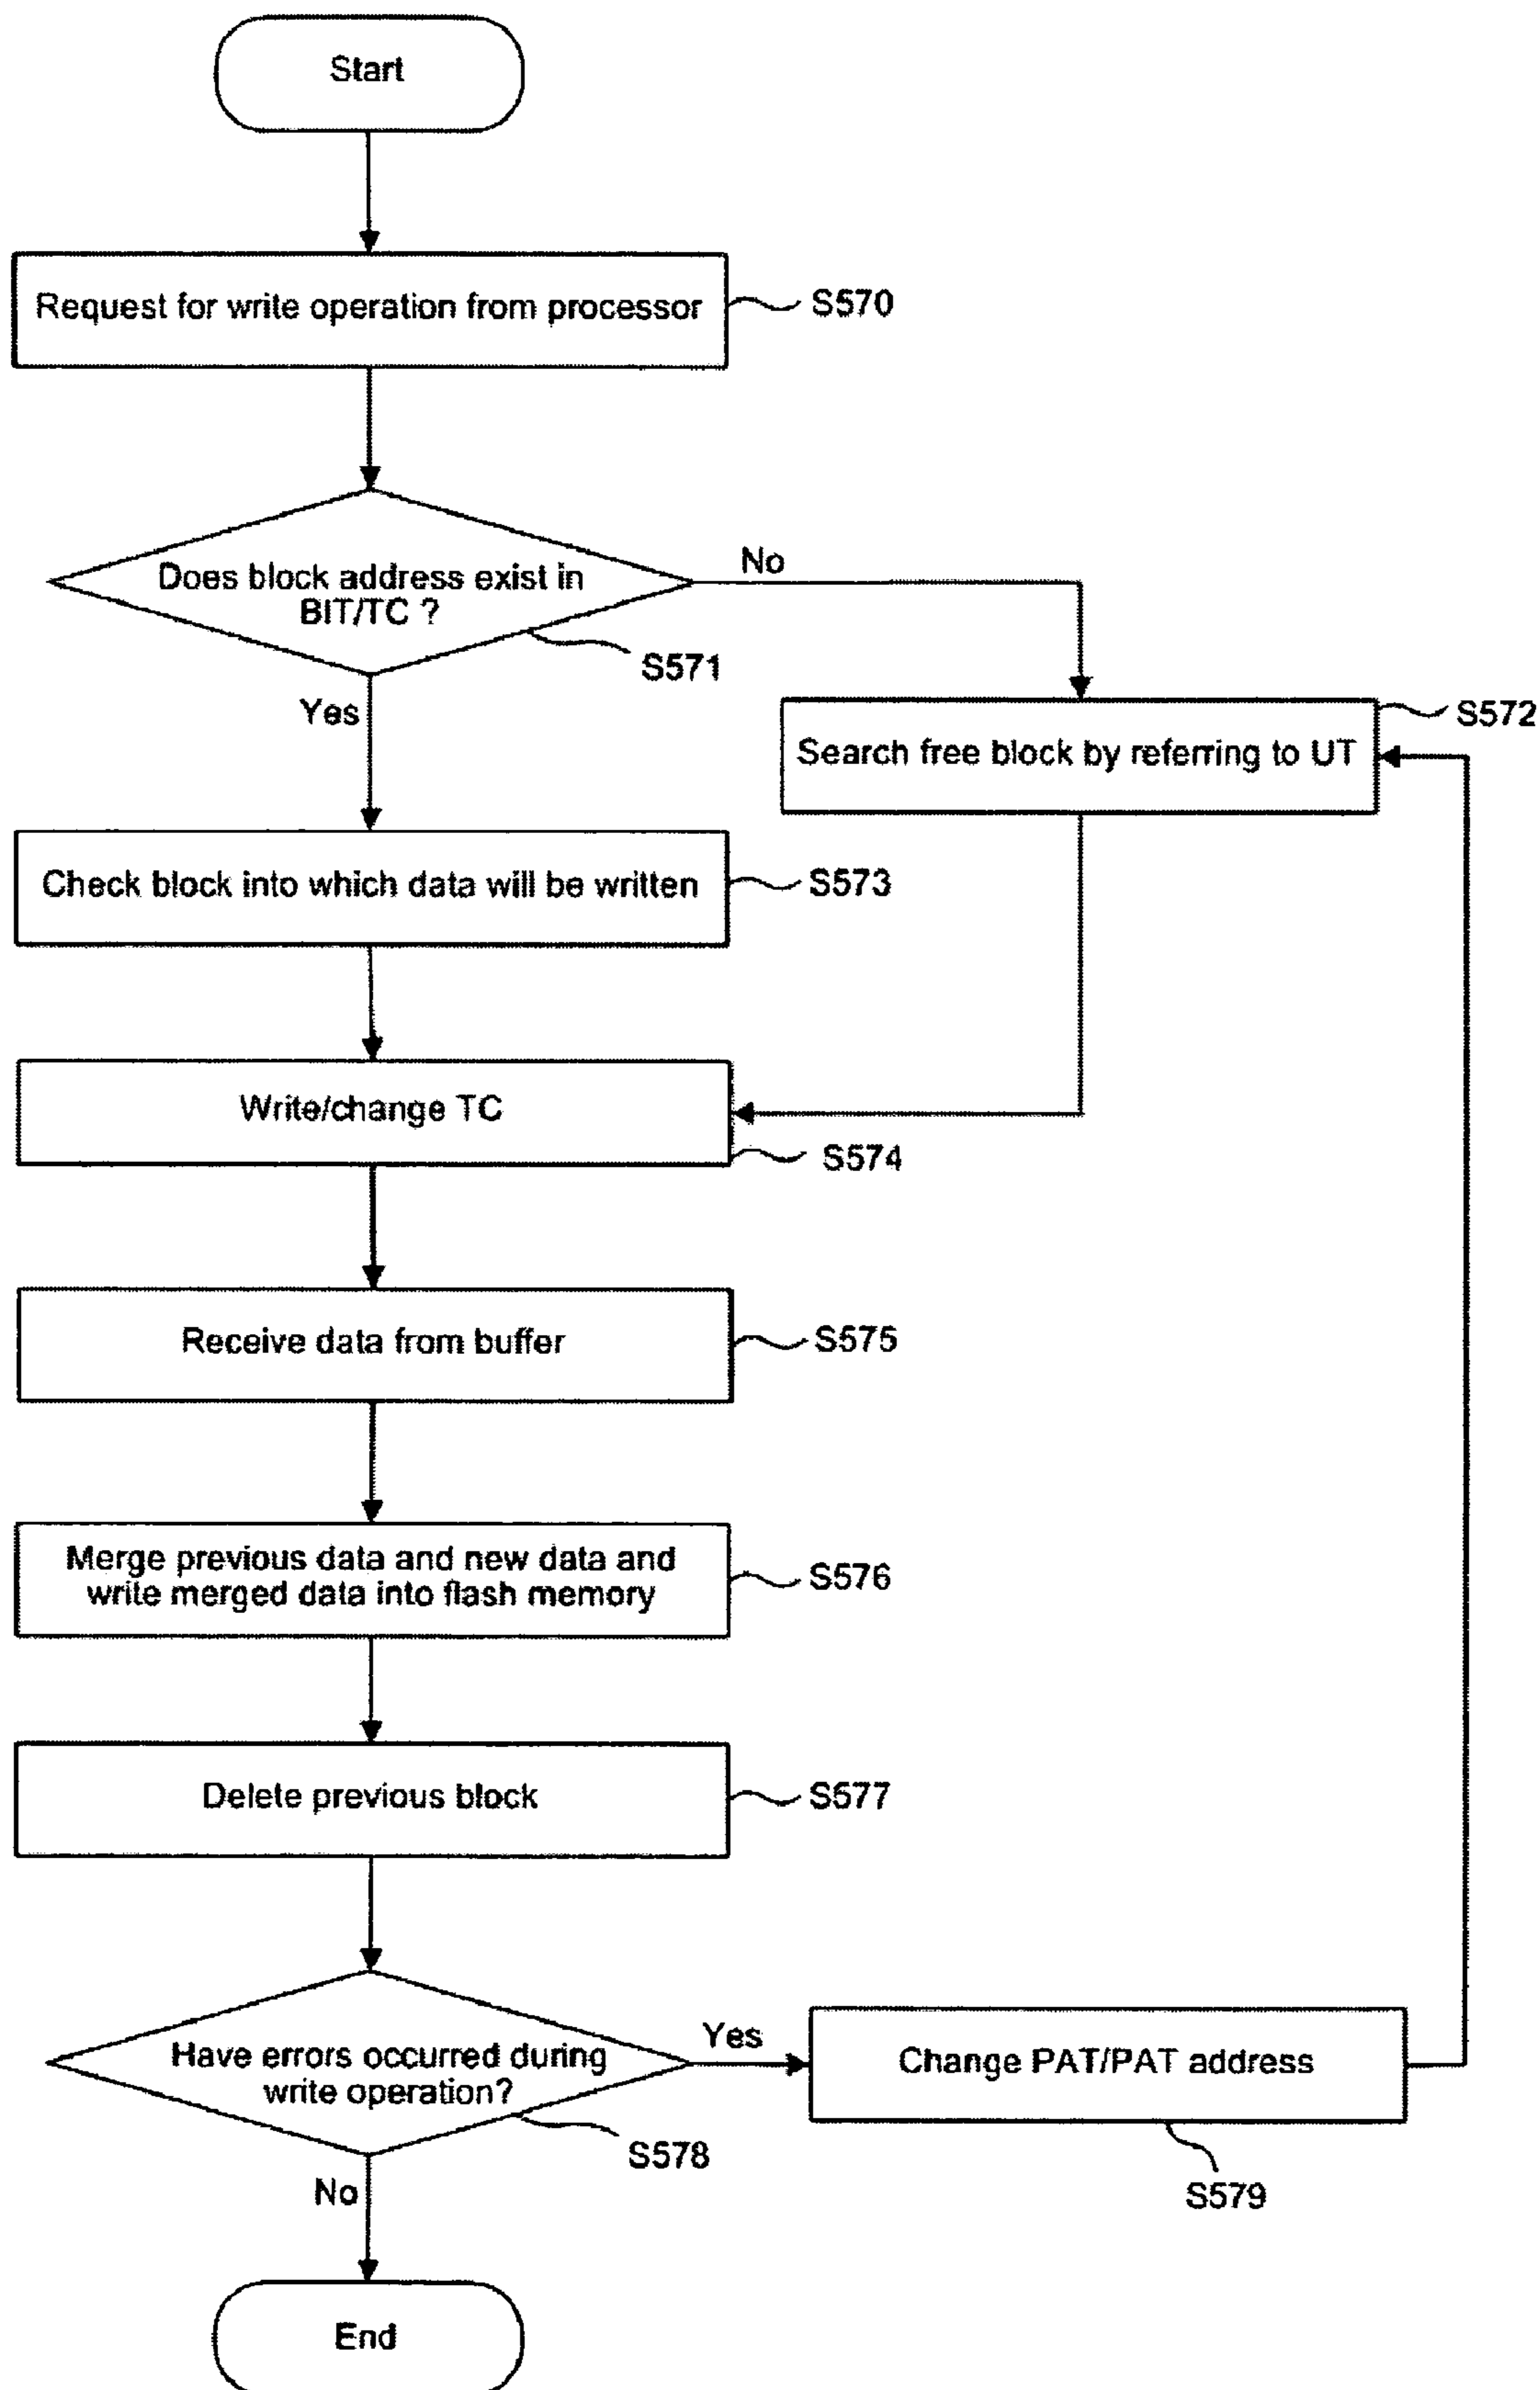 Start
Request for write operation from processor
S570
Does block address exist in
BIT/TC ?
S571
No
Yes
S572
Search free block by referring to UT
Check block into which data will be written
S573
Write/change TC
S574
Receive data from buffer
S575
Merge previous data and new data and
write merged data into flash memory
S576
Delete previous block
S577
Have errors occurred during
write operation?
S578
Yes
Change PAT/PAT address
S579
No
End